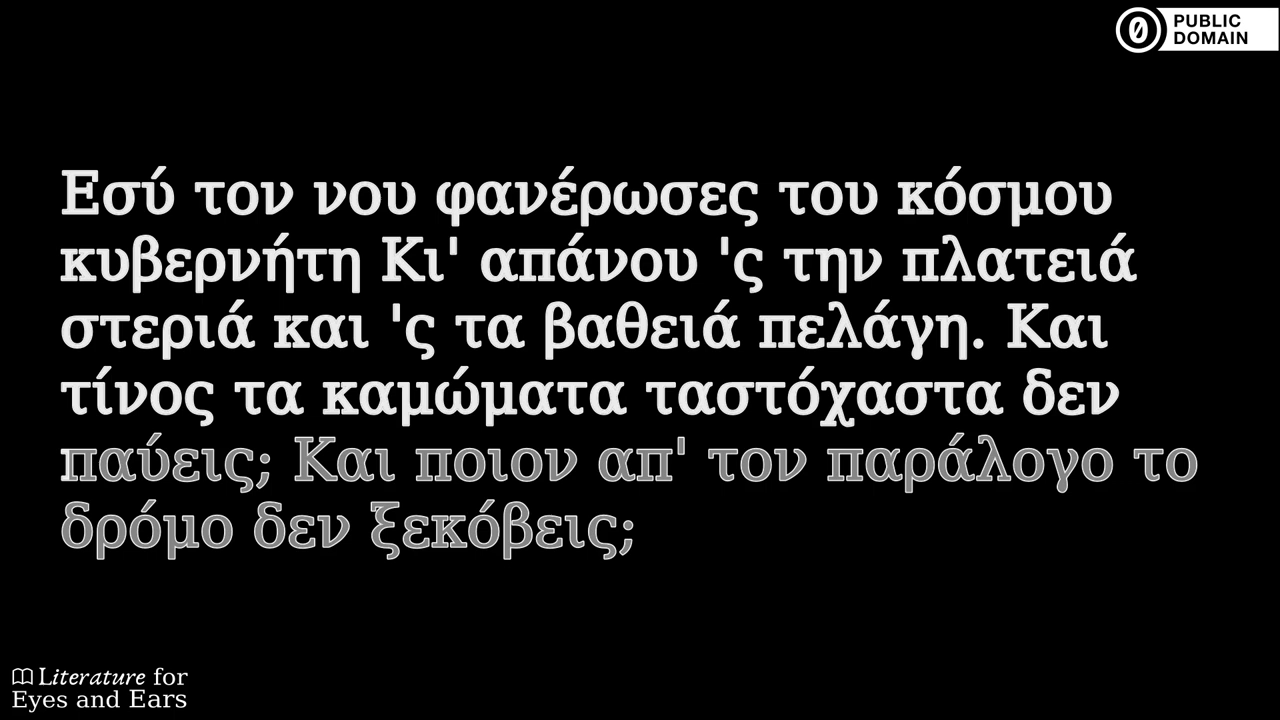 PUBLIC
DOMAIN
Εσύ τον νου φανέρωσες του κόσμου
κυβερνήτη Κι' απάνου 'ς την πλατειά
στεριά και 'ς τα βαθειά πελάγη. Και
τίνος τα καμώματα ταστόχαστα δεν
παύεις; Και ποιον απ' τον παράλογο το
δρόμο δεν ξεκόβεις;
Literature for
Eyes and Ears